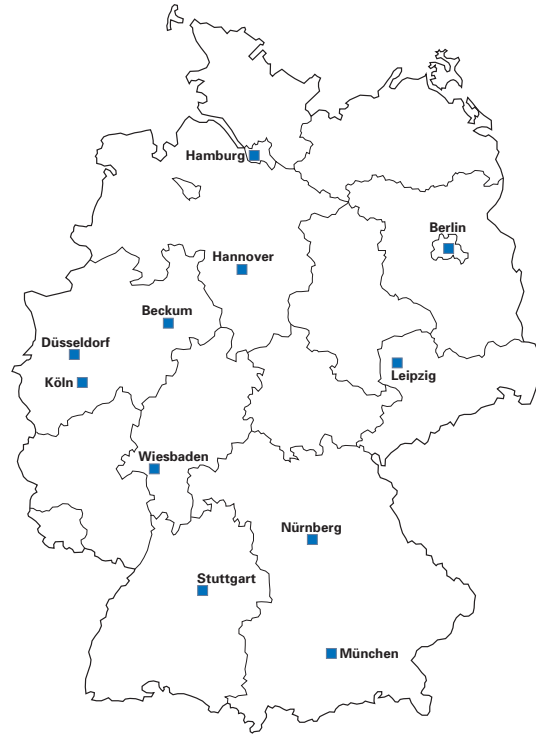 Hamburg
Berlin
Hannover
Beckum
Düsseldorf
Köln
Leipzig
Wiesbaden
Nürnberg
Stuttgart
München